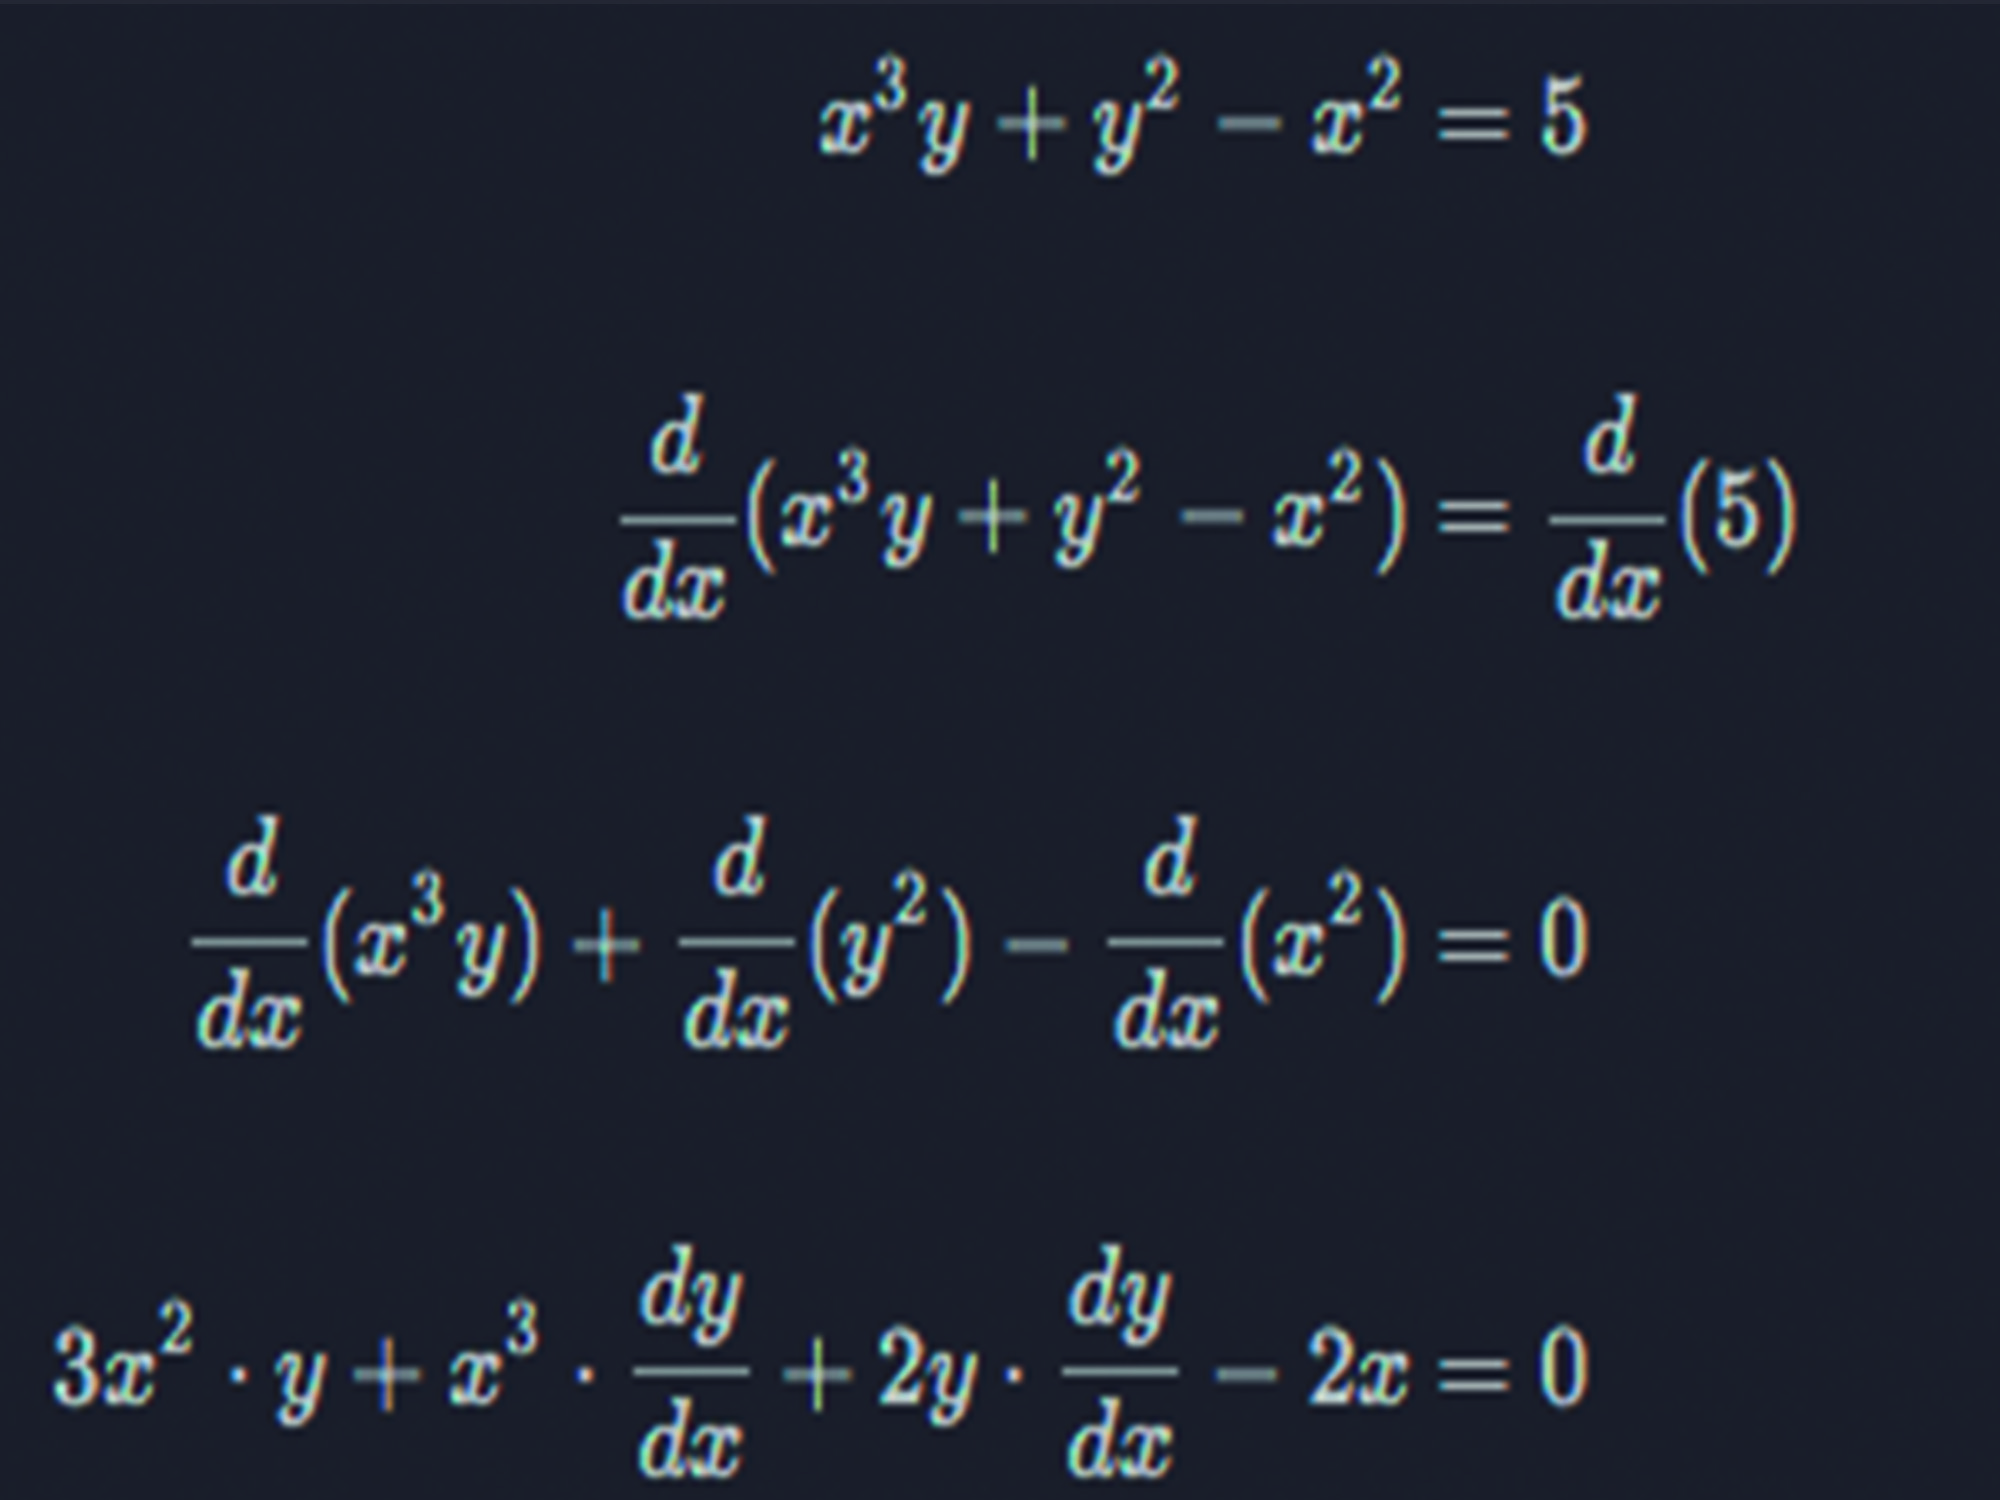 x³y + y² − x² = 5
d/dx(x³y + y² − x²) = d/dx(5)
d/dx(x³y) + d/dx(y²) − d/dx(x²) = 0
3x² · y + x³ · dy/dx + 2y · dy/dx − 2x = 0